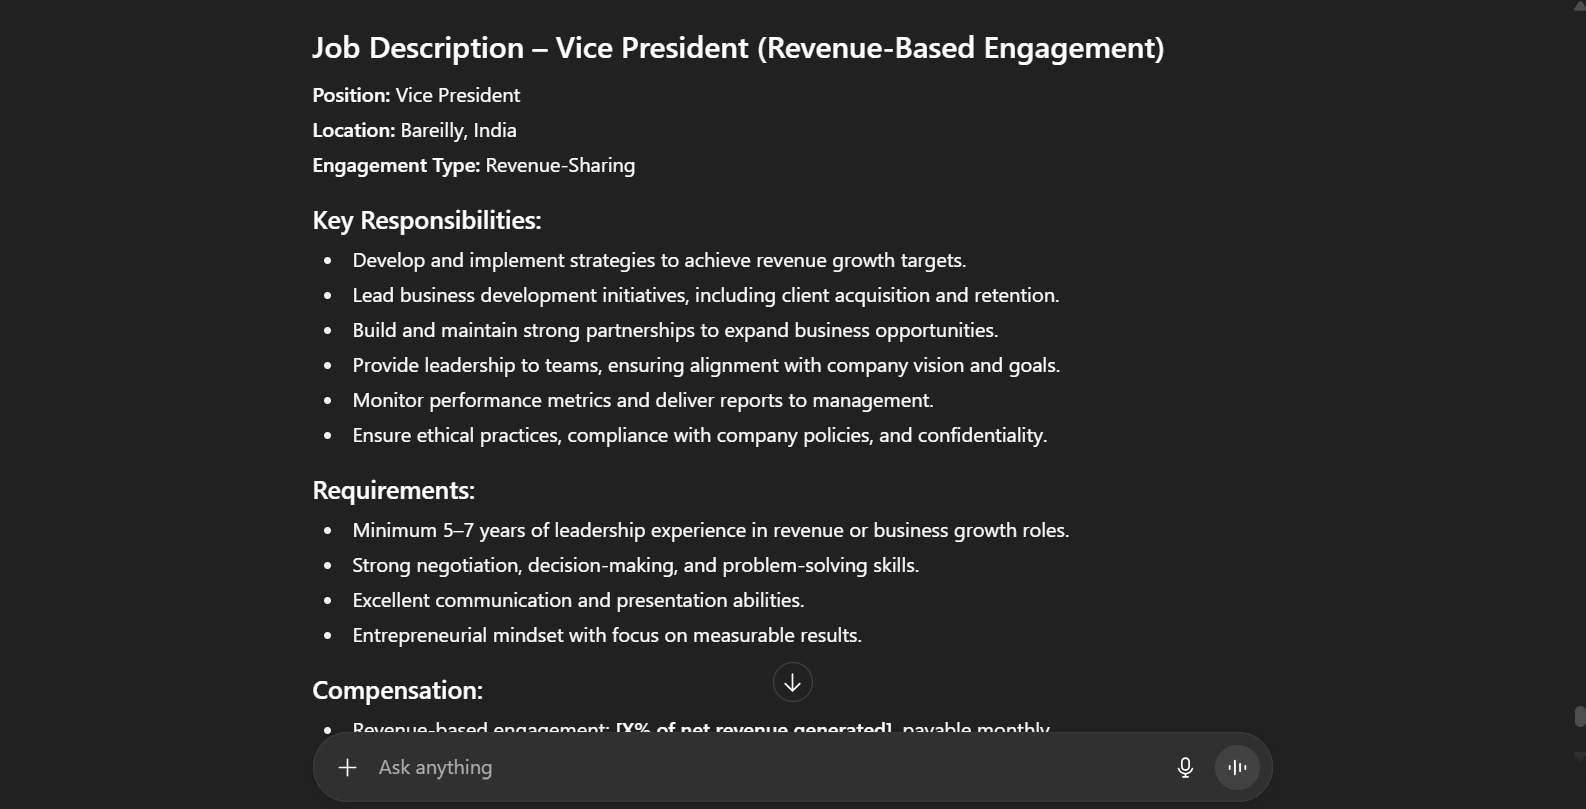 Job Description – Vice President (Revenue-Based Engagement)
Position: Vice President
Location: Bareilly, India
Engagement Type: Revenue-Sharing
Key Responsibilities:
• Develop and implement strategies to achieve revenue growth targets.
• Lead business development initiatives, including client acquisition and retention.
• Build and maintain strong partnerships to expand business opportunities.
• Provide leadership to teams, ensuring alignment with company vision and goals.
• Monitor performance metrics and deliver reports to management.
• Ensure ethical practices, compliance with company policies, and confidentiality.
Requirements:
• Minimum 5–7 years of leadership experience in revenue or business growth roles.
• Strong negotiation, decision-making, and problem-solving skills.
• Excellent communication and presentation abilities.
• Entrepreneurial mindset with focus on measurable results.
Compensation:
• Revenue-based engagement: [X% of net revenue generated], payable monthly
Ask anything